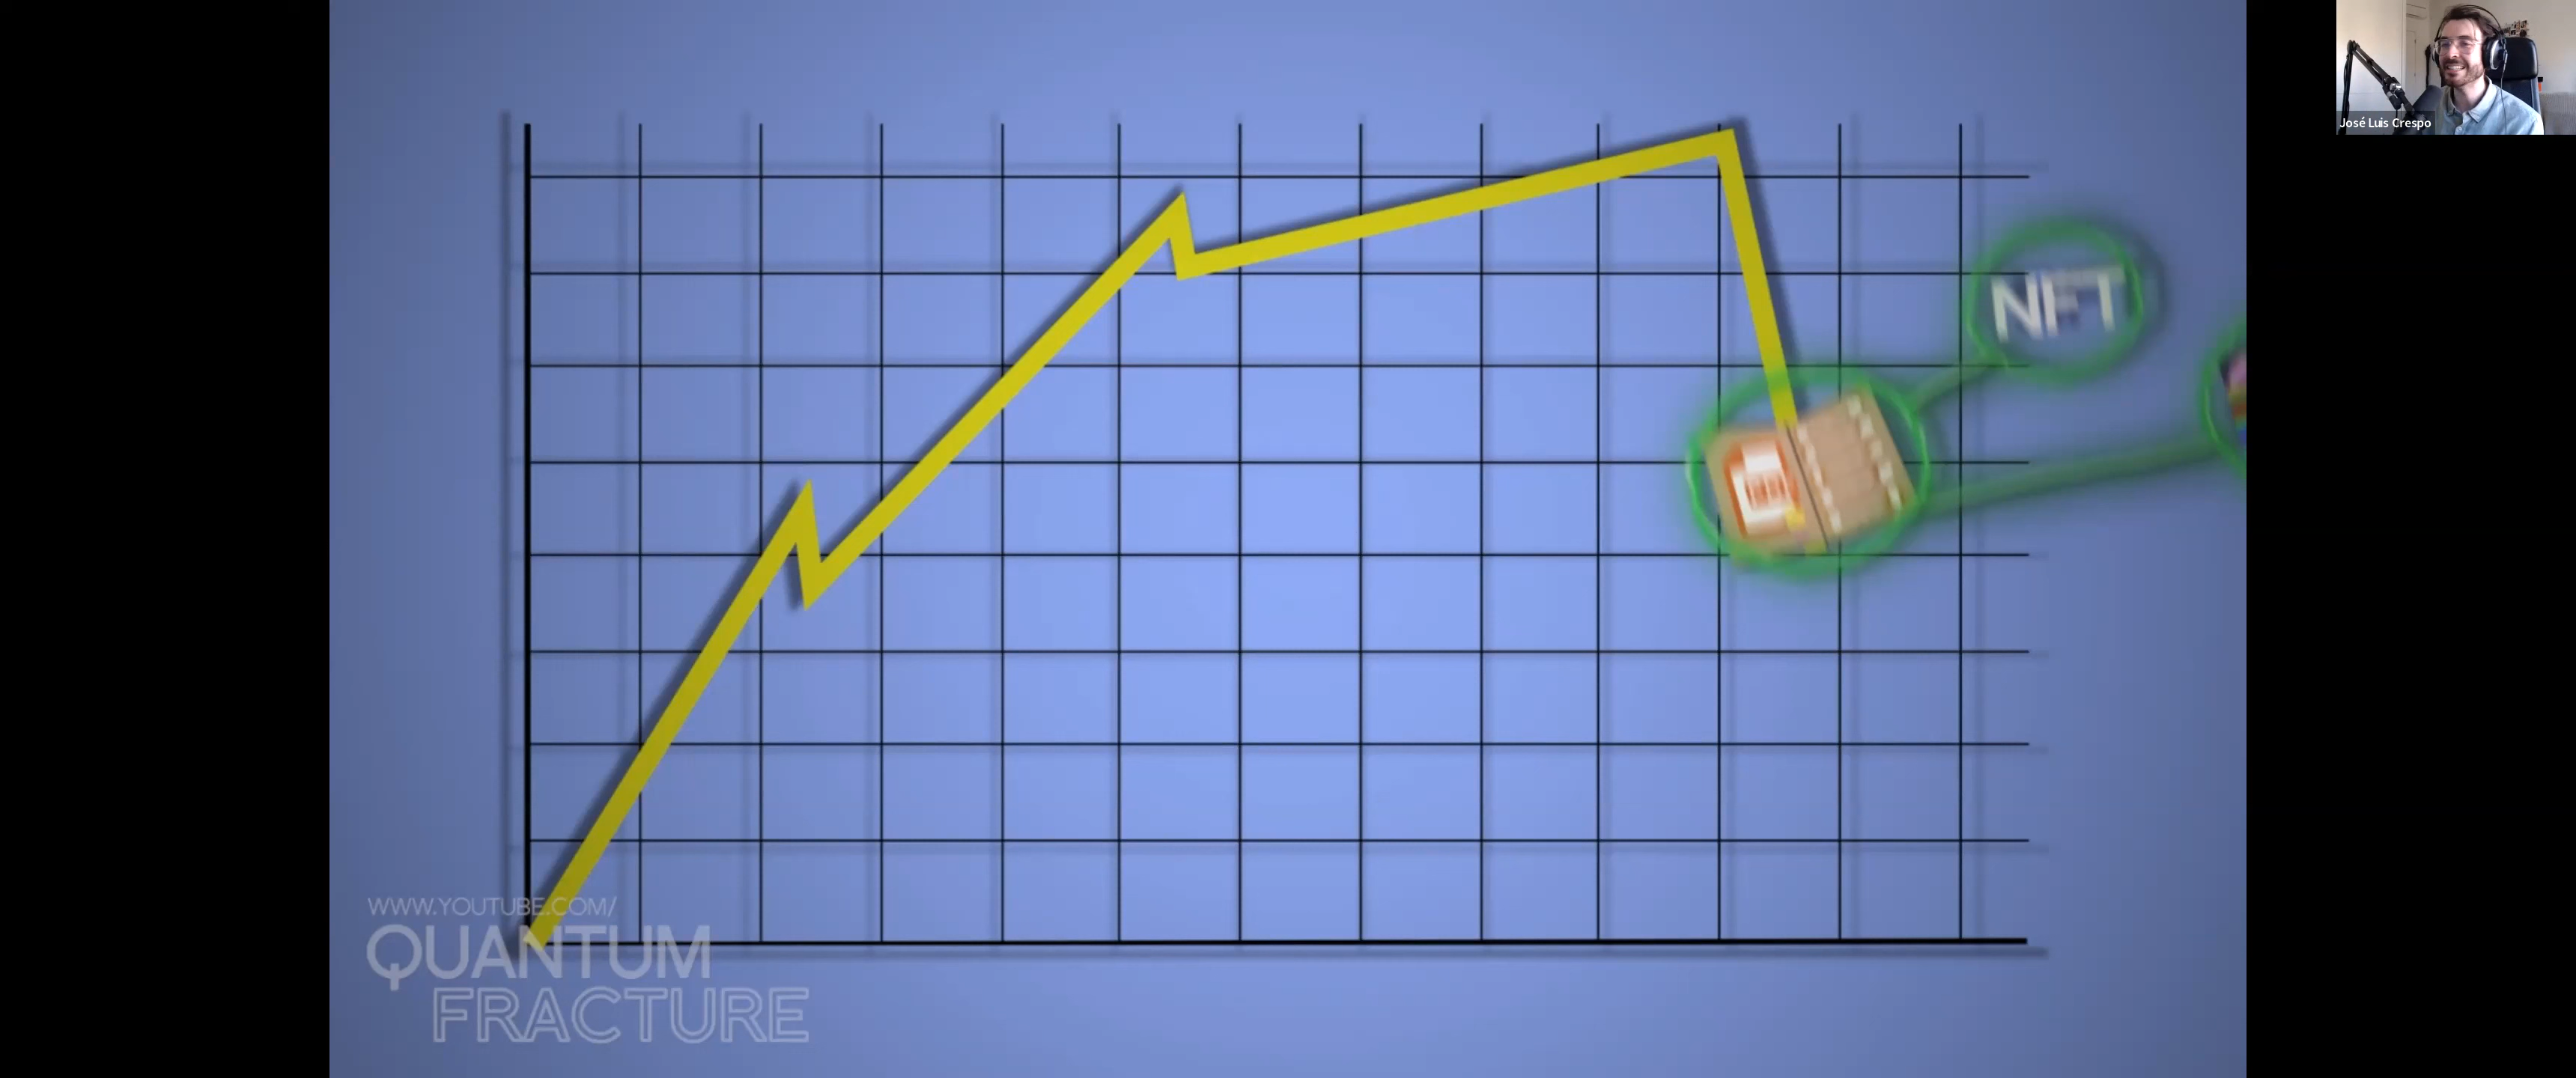 José Luis Crespo
NFT
WWW.YOUTUBE.COM/
QUANTUM
FRACTURE